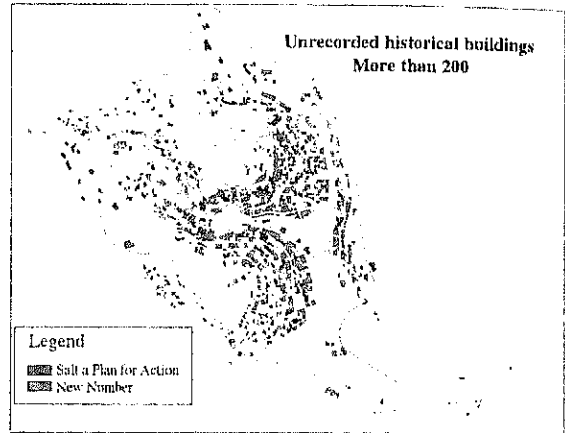 Unrecorded historical buildings
More than 200
Legend
Salt a Plan for Action
New Number